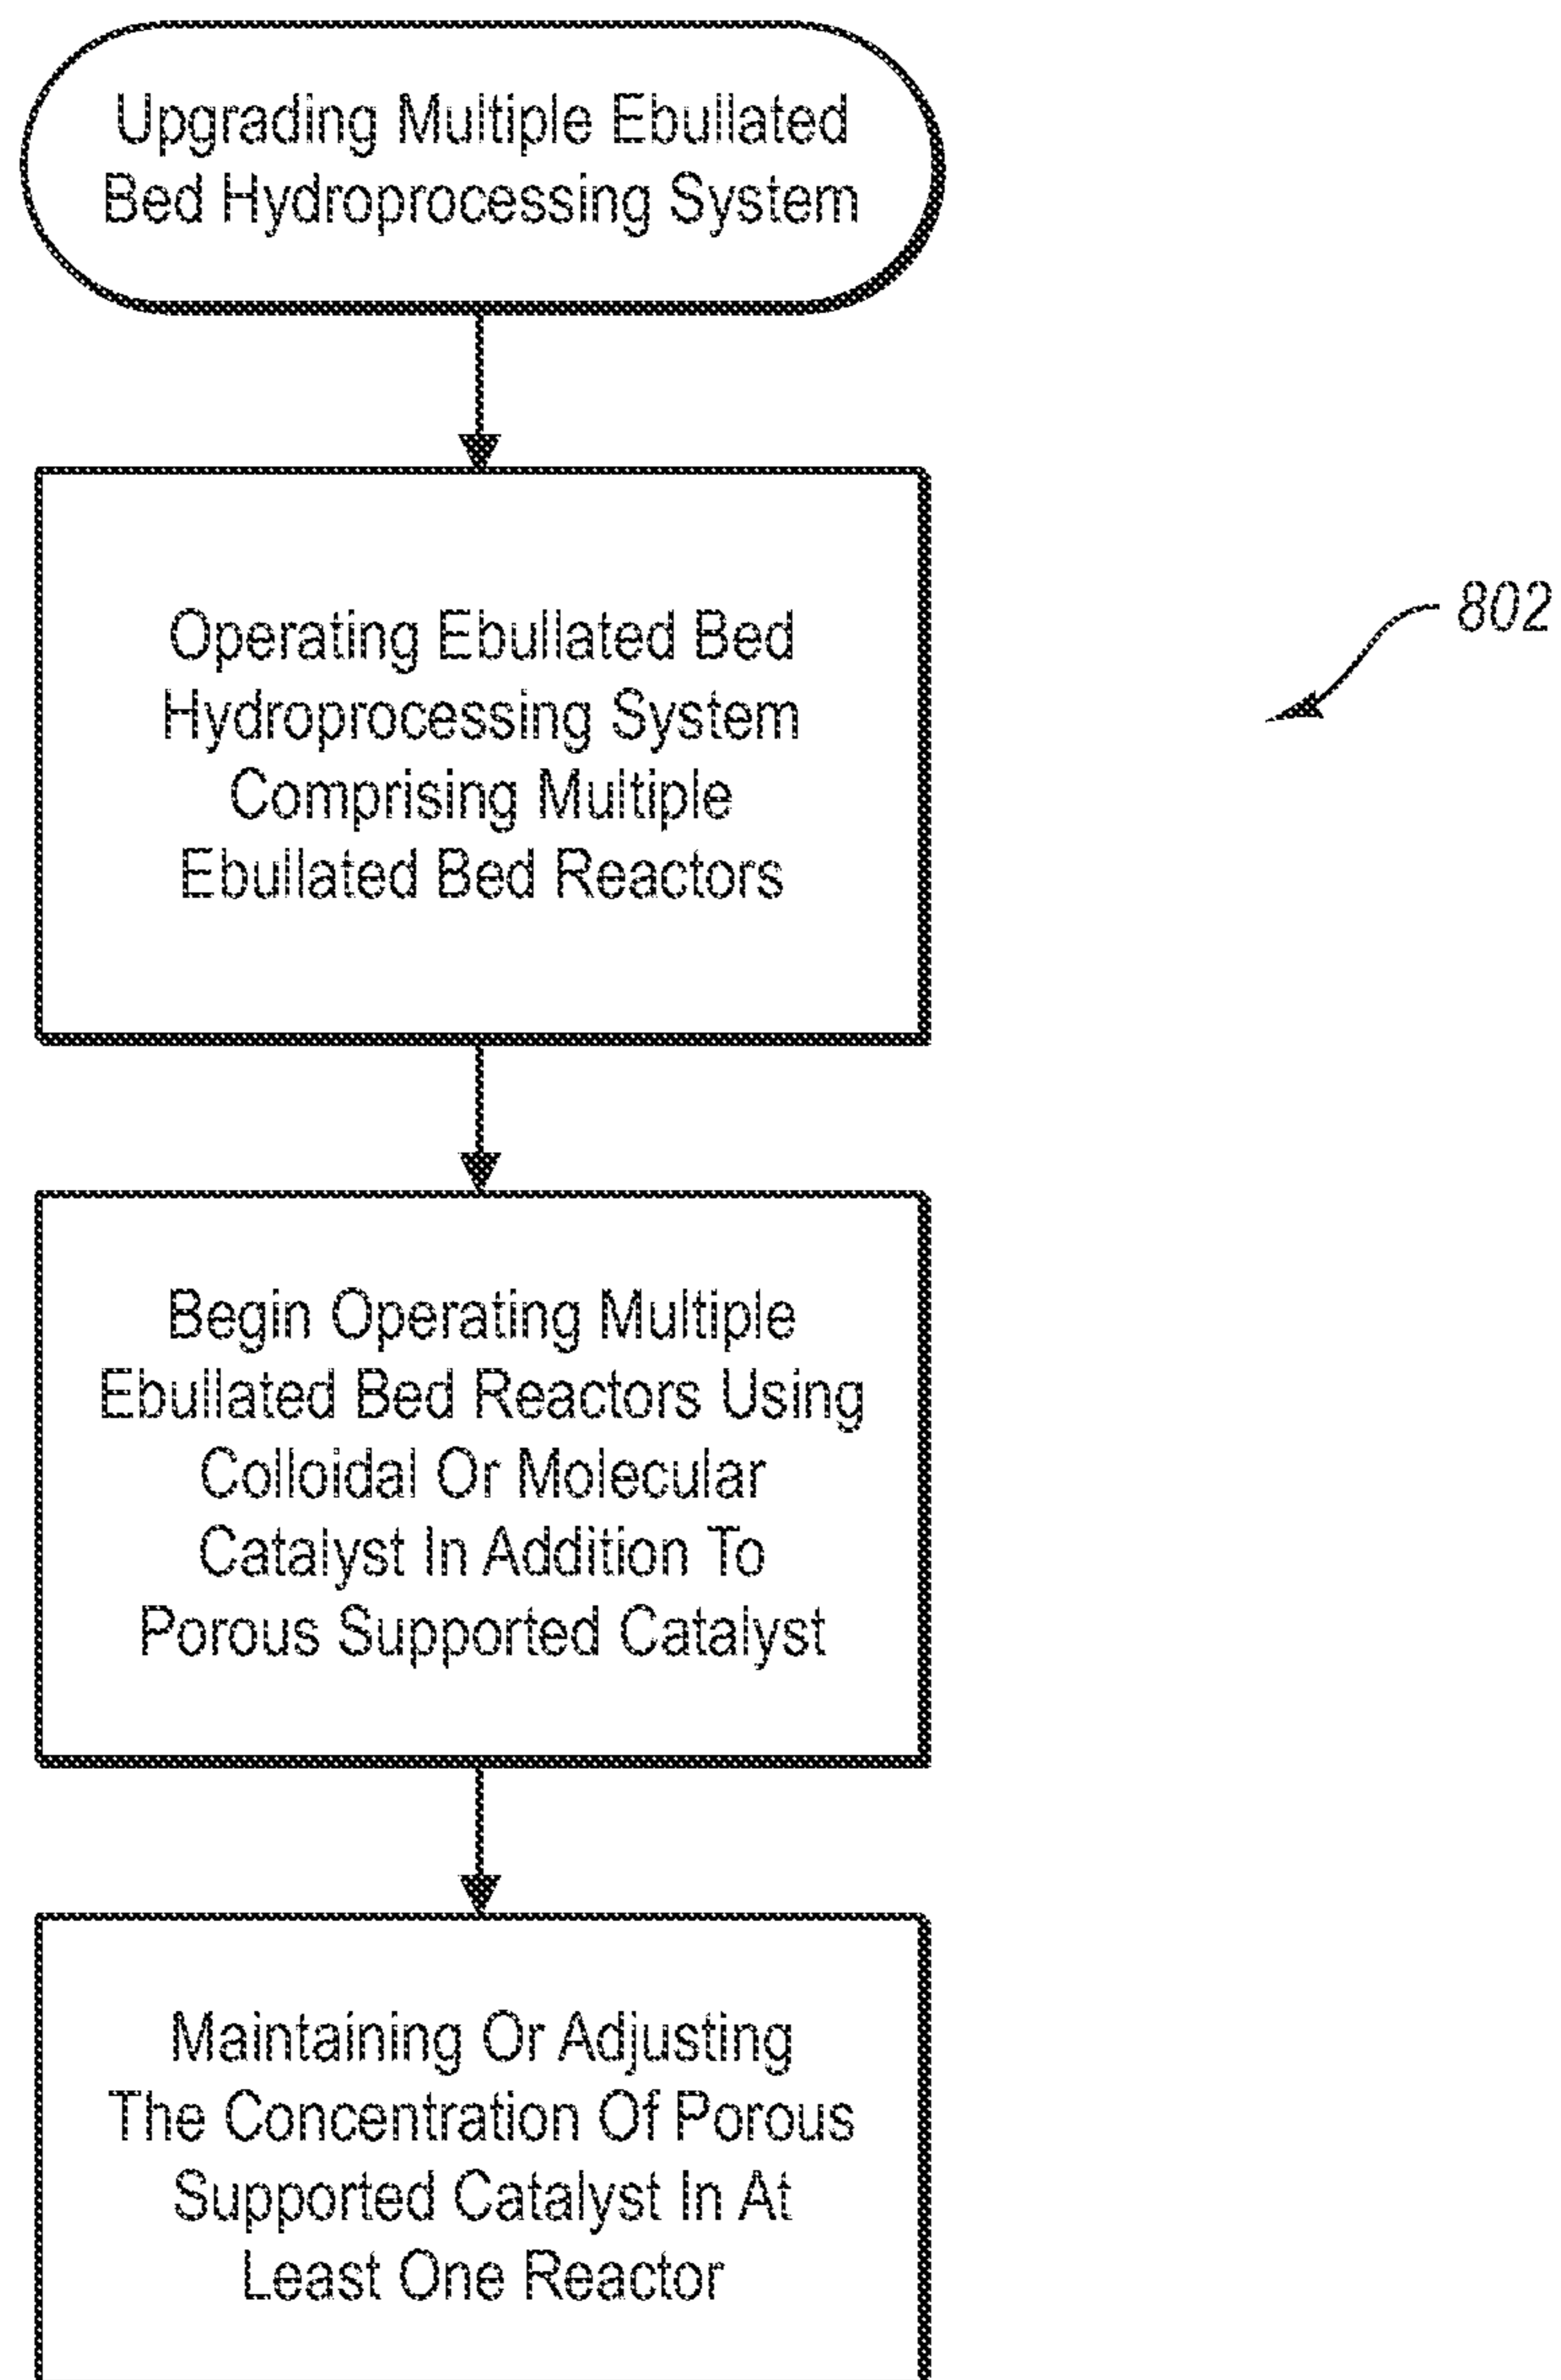 Upgrading Multiple Ebullated
Bed Hydroprocessing System
Operating Ebullated Bed
Hydroprocessing System
Comprising Multiple
Ebullated Bed Reactors
802
Begin Operating Multiple
Ebullated Bed Reactors Using
Colloidal Or Molecular
Catalyst In Addition To
Porous Supported Catalyst
Maintaining Or Adjusting
The Concentration Of Porous
Supported Catalyst In At
Least One Reactor